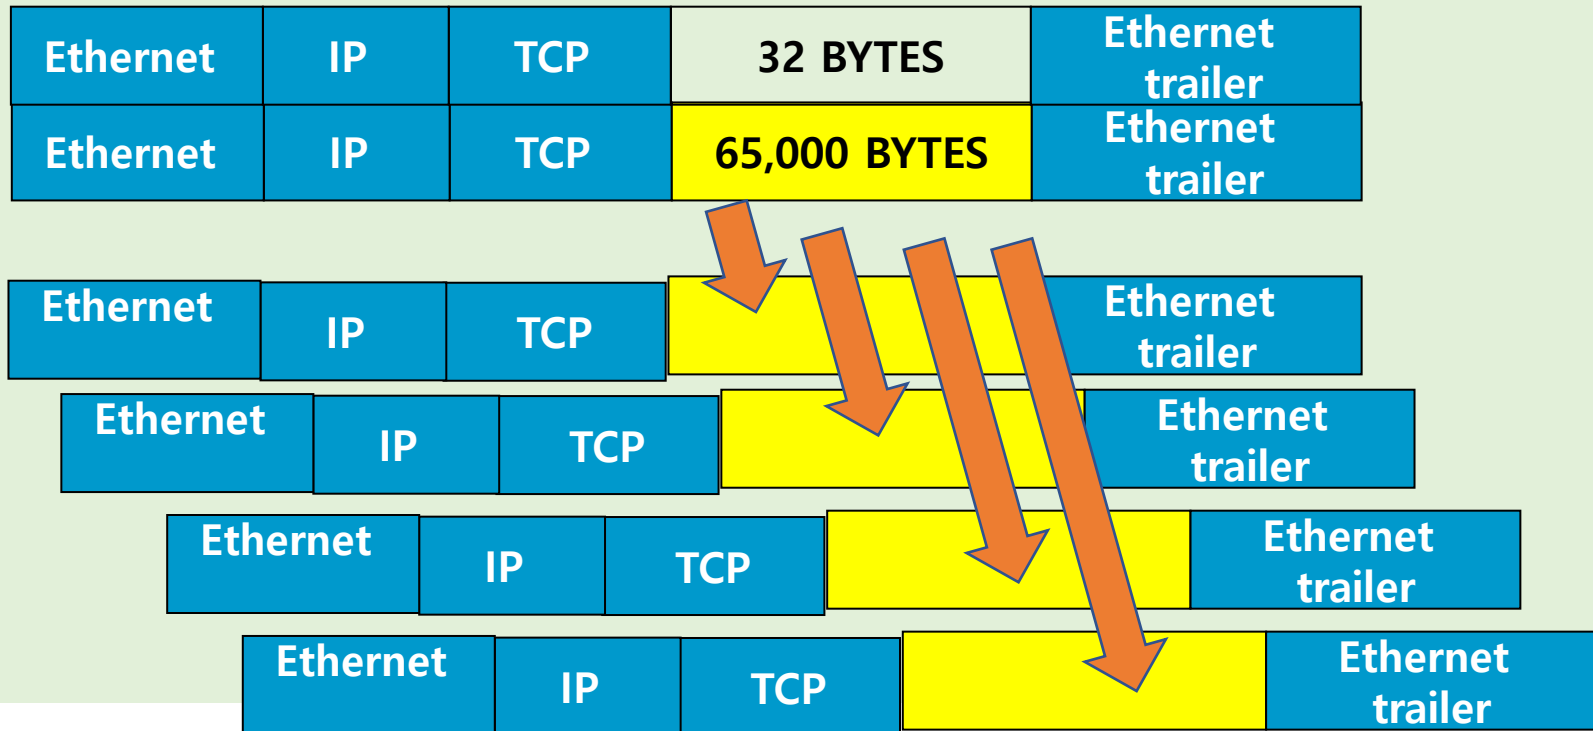 Ethernet IP TCP 32 BYTES Ethernet
trailer
Ethernet IP TCP 65,000 BYTES Ethernet
trailer
Ethernet IP TCP Ethernet
trailer
Ethernet IP TCP Ethernet
trailer
Ethernet IP TCP Ethernet
trailer
Ethernet IP TCP Ethernet
trailer